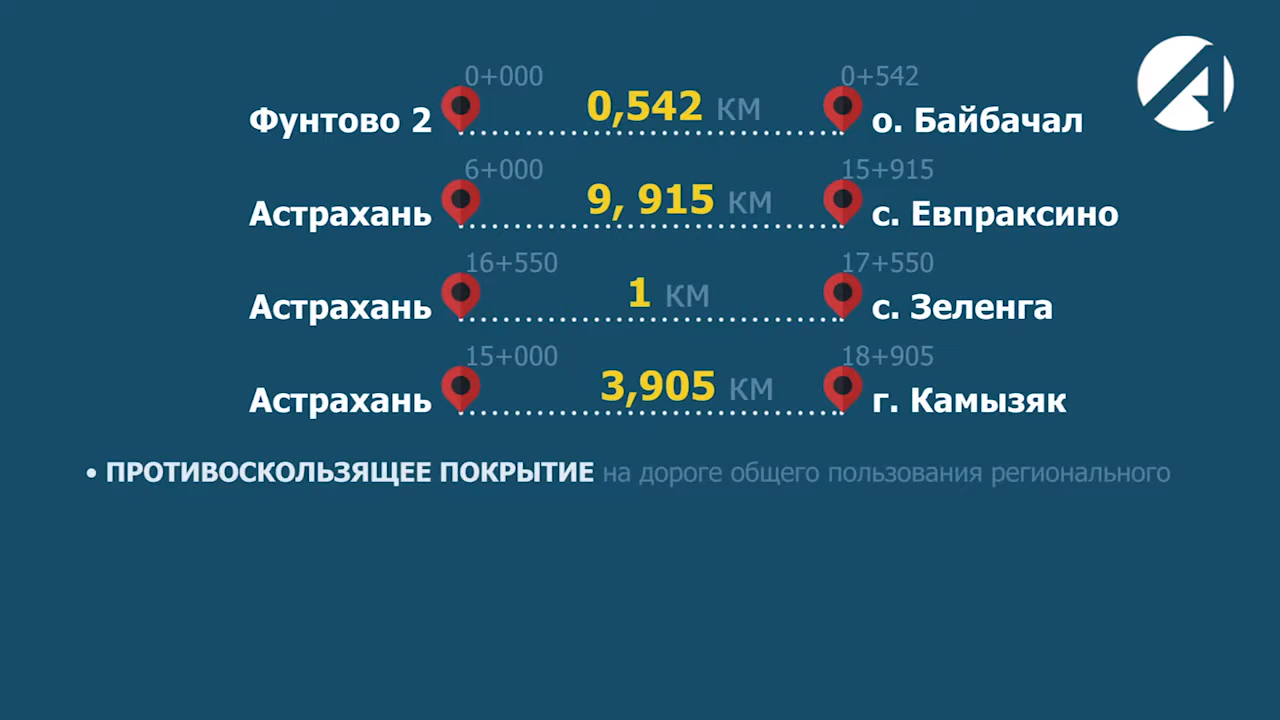 0+000 0+542
Фунтово 2 0,542 км о. Байбачал
6+000 15+915
Астрахань 9, 915 км с. Евпраксино
16+550 17+550
Астрахань 1 км с. Зеленга
15+000 18+905
Астрахань 3,905 км г. Камызяк
• ПРОТИВОСКОЛЬЗЯЩЕЕ ПОКРЫТИЕ на дороге общего пользования регионального